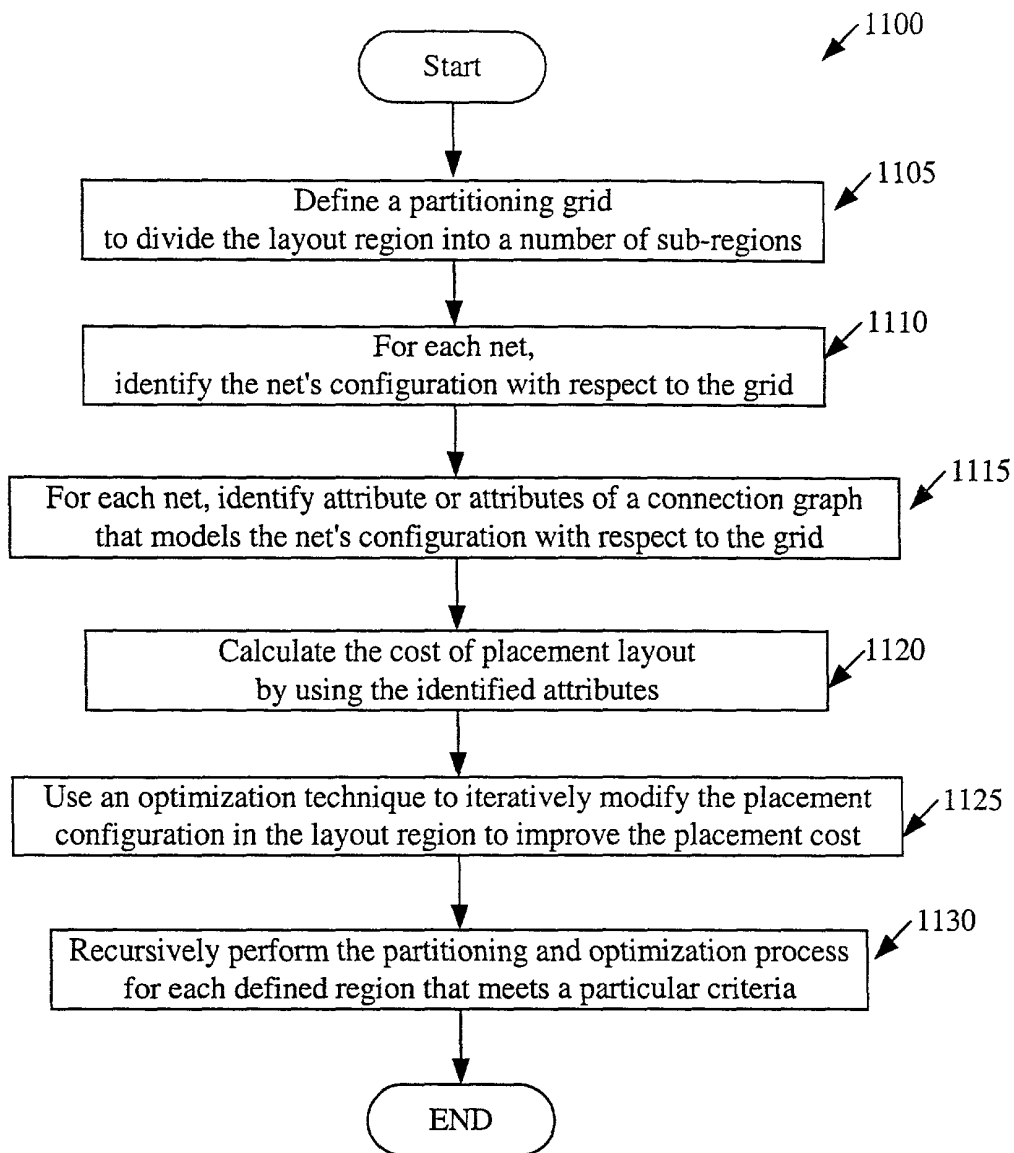 1100
Start
1105
Define a partitioning grid
to divide the layout region into a number of sub-regions
1110
For each net,
identify the net's configuration with respect to the grid
1115
For each net, identify attribute or attributes of a connection graph
that models the net's configuration with respect to the grid
1120
Calculate the cost of placement layout
by using the identified attributes
1125
Use an optimization technique to iteratively modify the placement
configuration in the layout region to improve the placement cost
1130
Recursively perform the partitioning and optimization process
for each defined region that meets a particular criteria
END